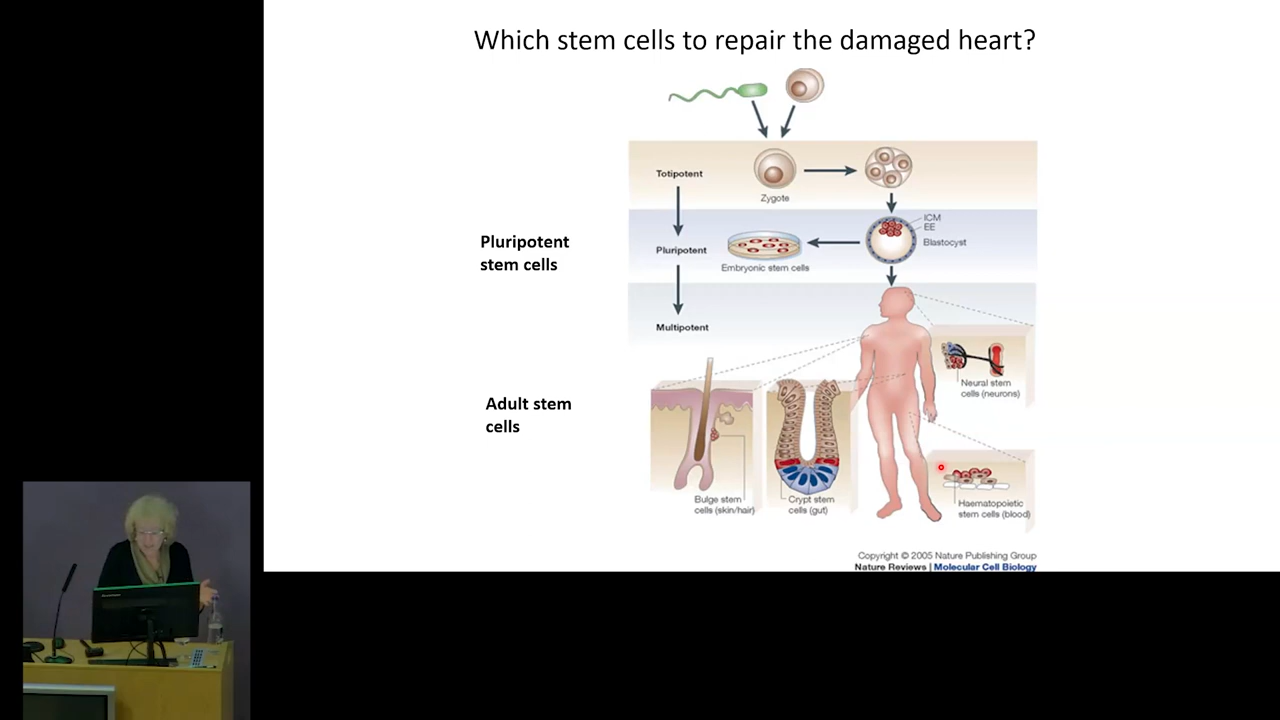 Which stem cells to repair the damaged heart?
Totipotent
Zygote
ICM
EE
Blastocyst
Pluripotent
stem cells
Pluripotent
Embryonic stem cells
Multipotent
Neural stem
cells (neurons)
Adult stem
cells
Bulge stem
cells (skin/hair)
Crypt stem
cells (gut)
Haematopoietic
stem cells (blood)
Copyright © 2005 Nature Publishing Group
Nature Reviews | Molecular Cell Biology